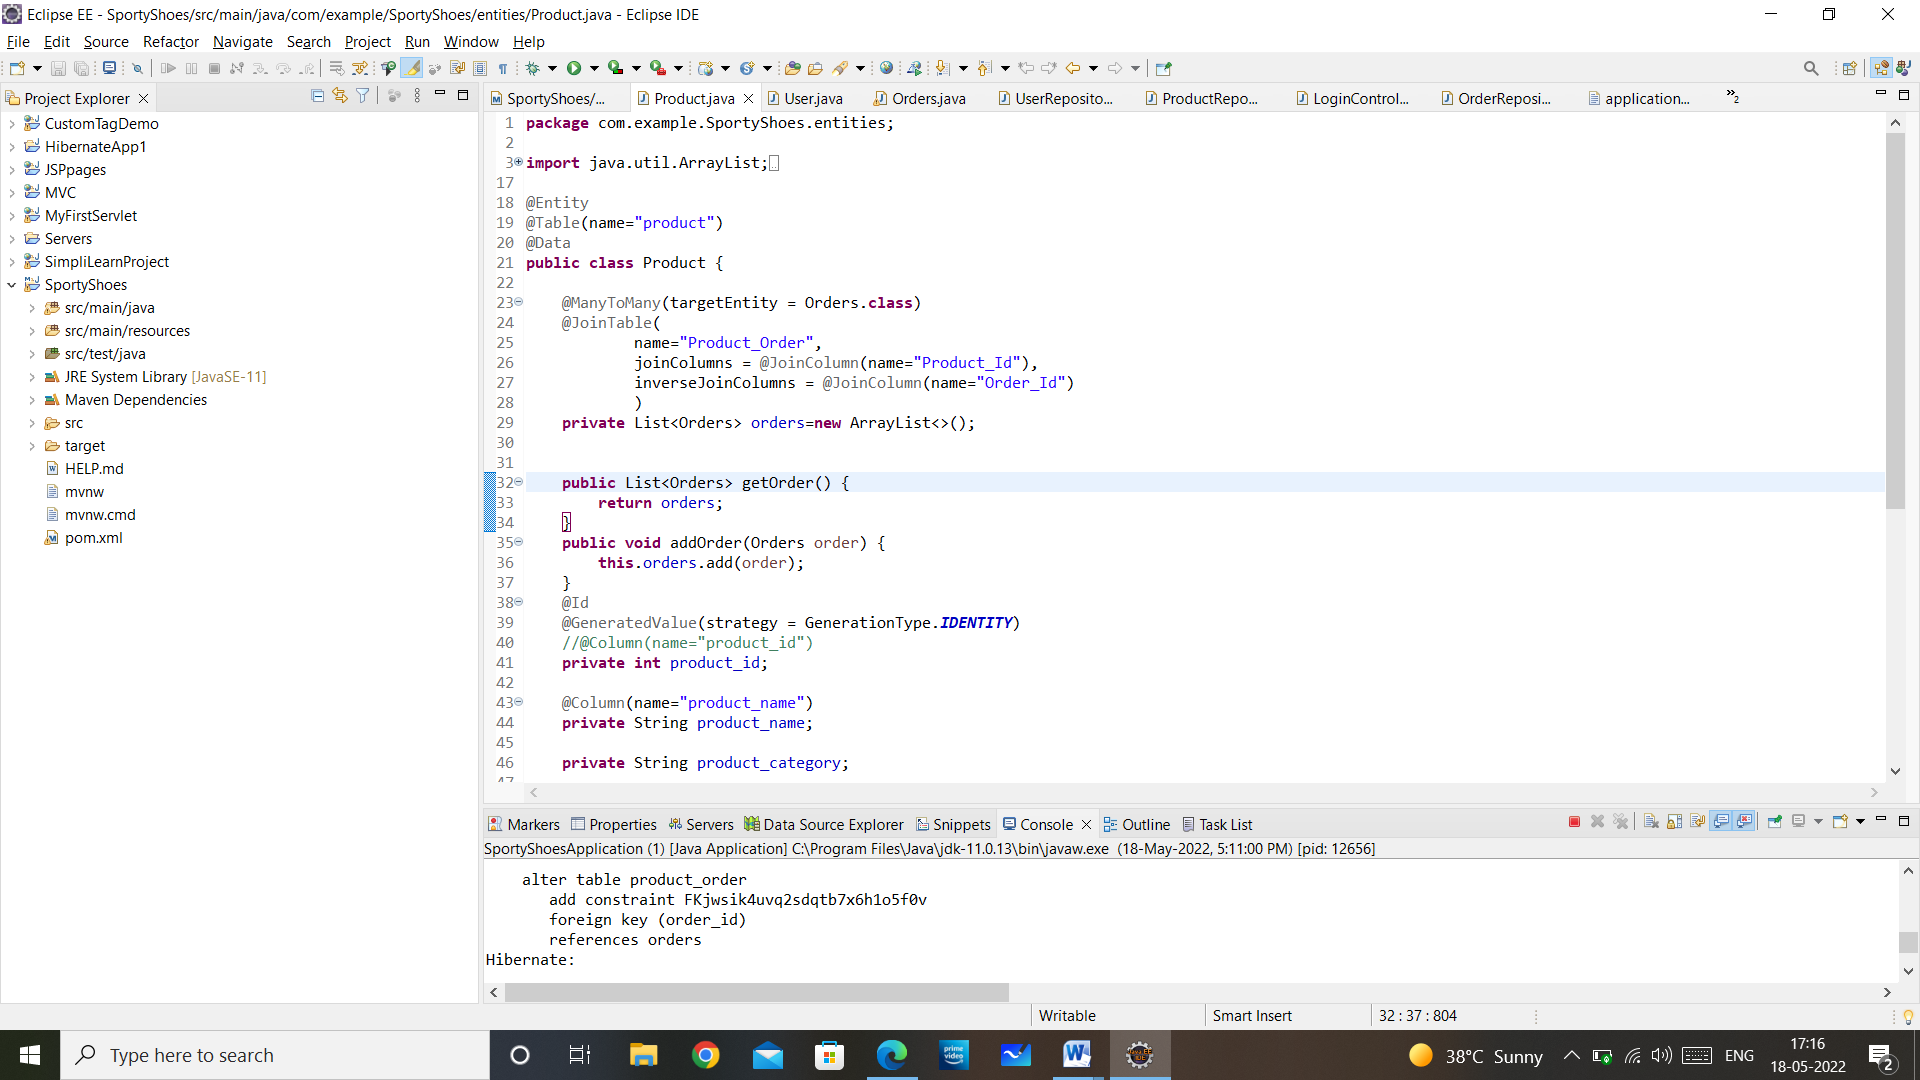 Eclipse EE - SportyShoes/src/main/java/com/example/SportyShoes/entities/Product.java - Eclipse IDE
File Edit Source Refactor Navigate Search Project Run Window Help
Project Explorer
CustomTagDemo
HibernateApp1
JSPpages
MVC
MyFirstServlet
Servers
SimpliLearnProject
SportyShoes
src/main/java
src/main/resources
src/test/java
JRE System Library [JavaSE-11]
Maven Dependencies
src
target
HELP.md
mvnw
mvnw.cmd
pom.xml
SportyShoes/... Product.java User.java Orders.java UserReposito... ProductRepo... LoginControl... OrderReposi... application... »2
1 package com.example.SportyShoes.entities;
2
3 import java.util.ArrayList;
17
18 @Entity
19 @Table(name="product")
20 @Data
21 public class Product {
22
23 @ManyToMany(targetEntity = Orders.class)
24 @JoinTable(
25 name="Product_Order",
26 joinColumns = @JoinColumn(name="Product_Id"),
27 inverseJoinColumns = @JoinColumn(name="Order_Id")
28 )
29 private List<Orders> orders=new ArrayList<>();
30
31
32 public List<Orders> getOrder() {
33 return orders;
34 }
35 public void addOrder(Orders order) {
36 this.orders.add(order);
37 }
38 @Id
39 @GeneratedValue(strategy = GenerationType.IDENTITY)
40 //@Column(name="product_id")
41 private int product_id;
42
43 @Column(name="product_name")
44 private String product_name;
45
46 private String product_category;
47
Markers Properties Servers Data Source Explorer Snippets Console Outline Task List
SportyShoesApplication (1) [Java Application] C:\Program Files\Java\jdk-11.0.13\bin\javaw.exe (18-May-2022, 5:11:00 PM) [pid: 12656]
alter table product_order
add constraint FKjwsik4uvq2sdqtb7x6h1o5f0v
foreign key (order_id)
references orders
Hibernate:
Writable Smart Insert 32 : 37 : 804
Type here to search
prime video
38°C Sunny
ENG
17:16
18-05-2022
2